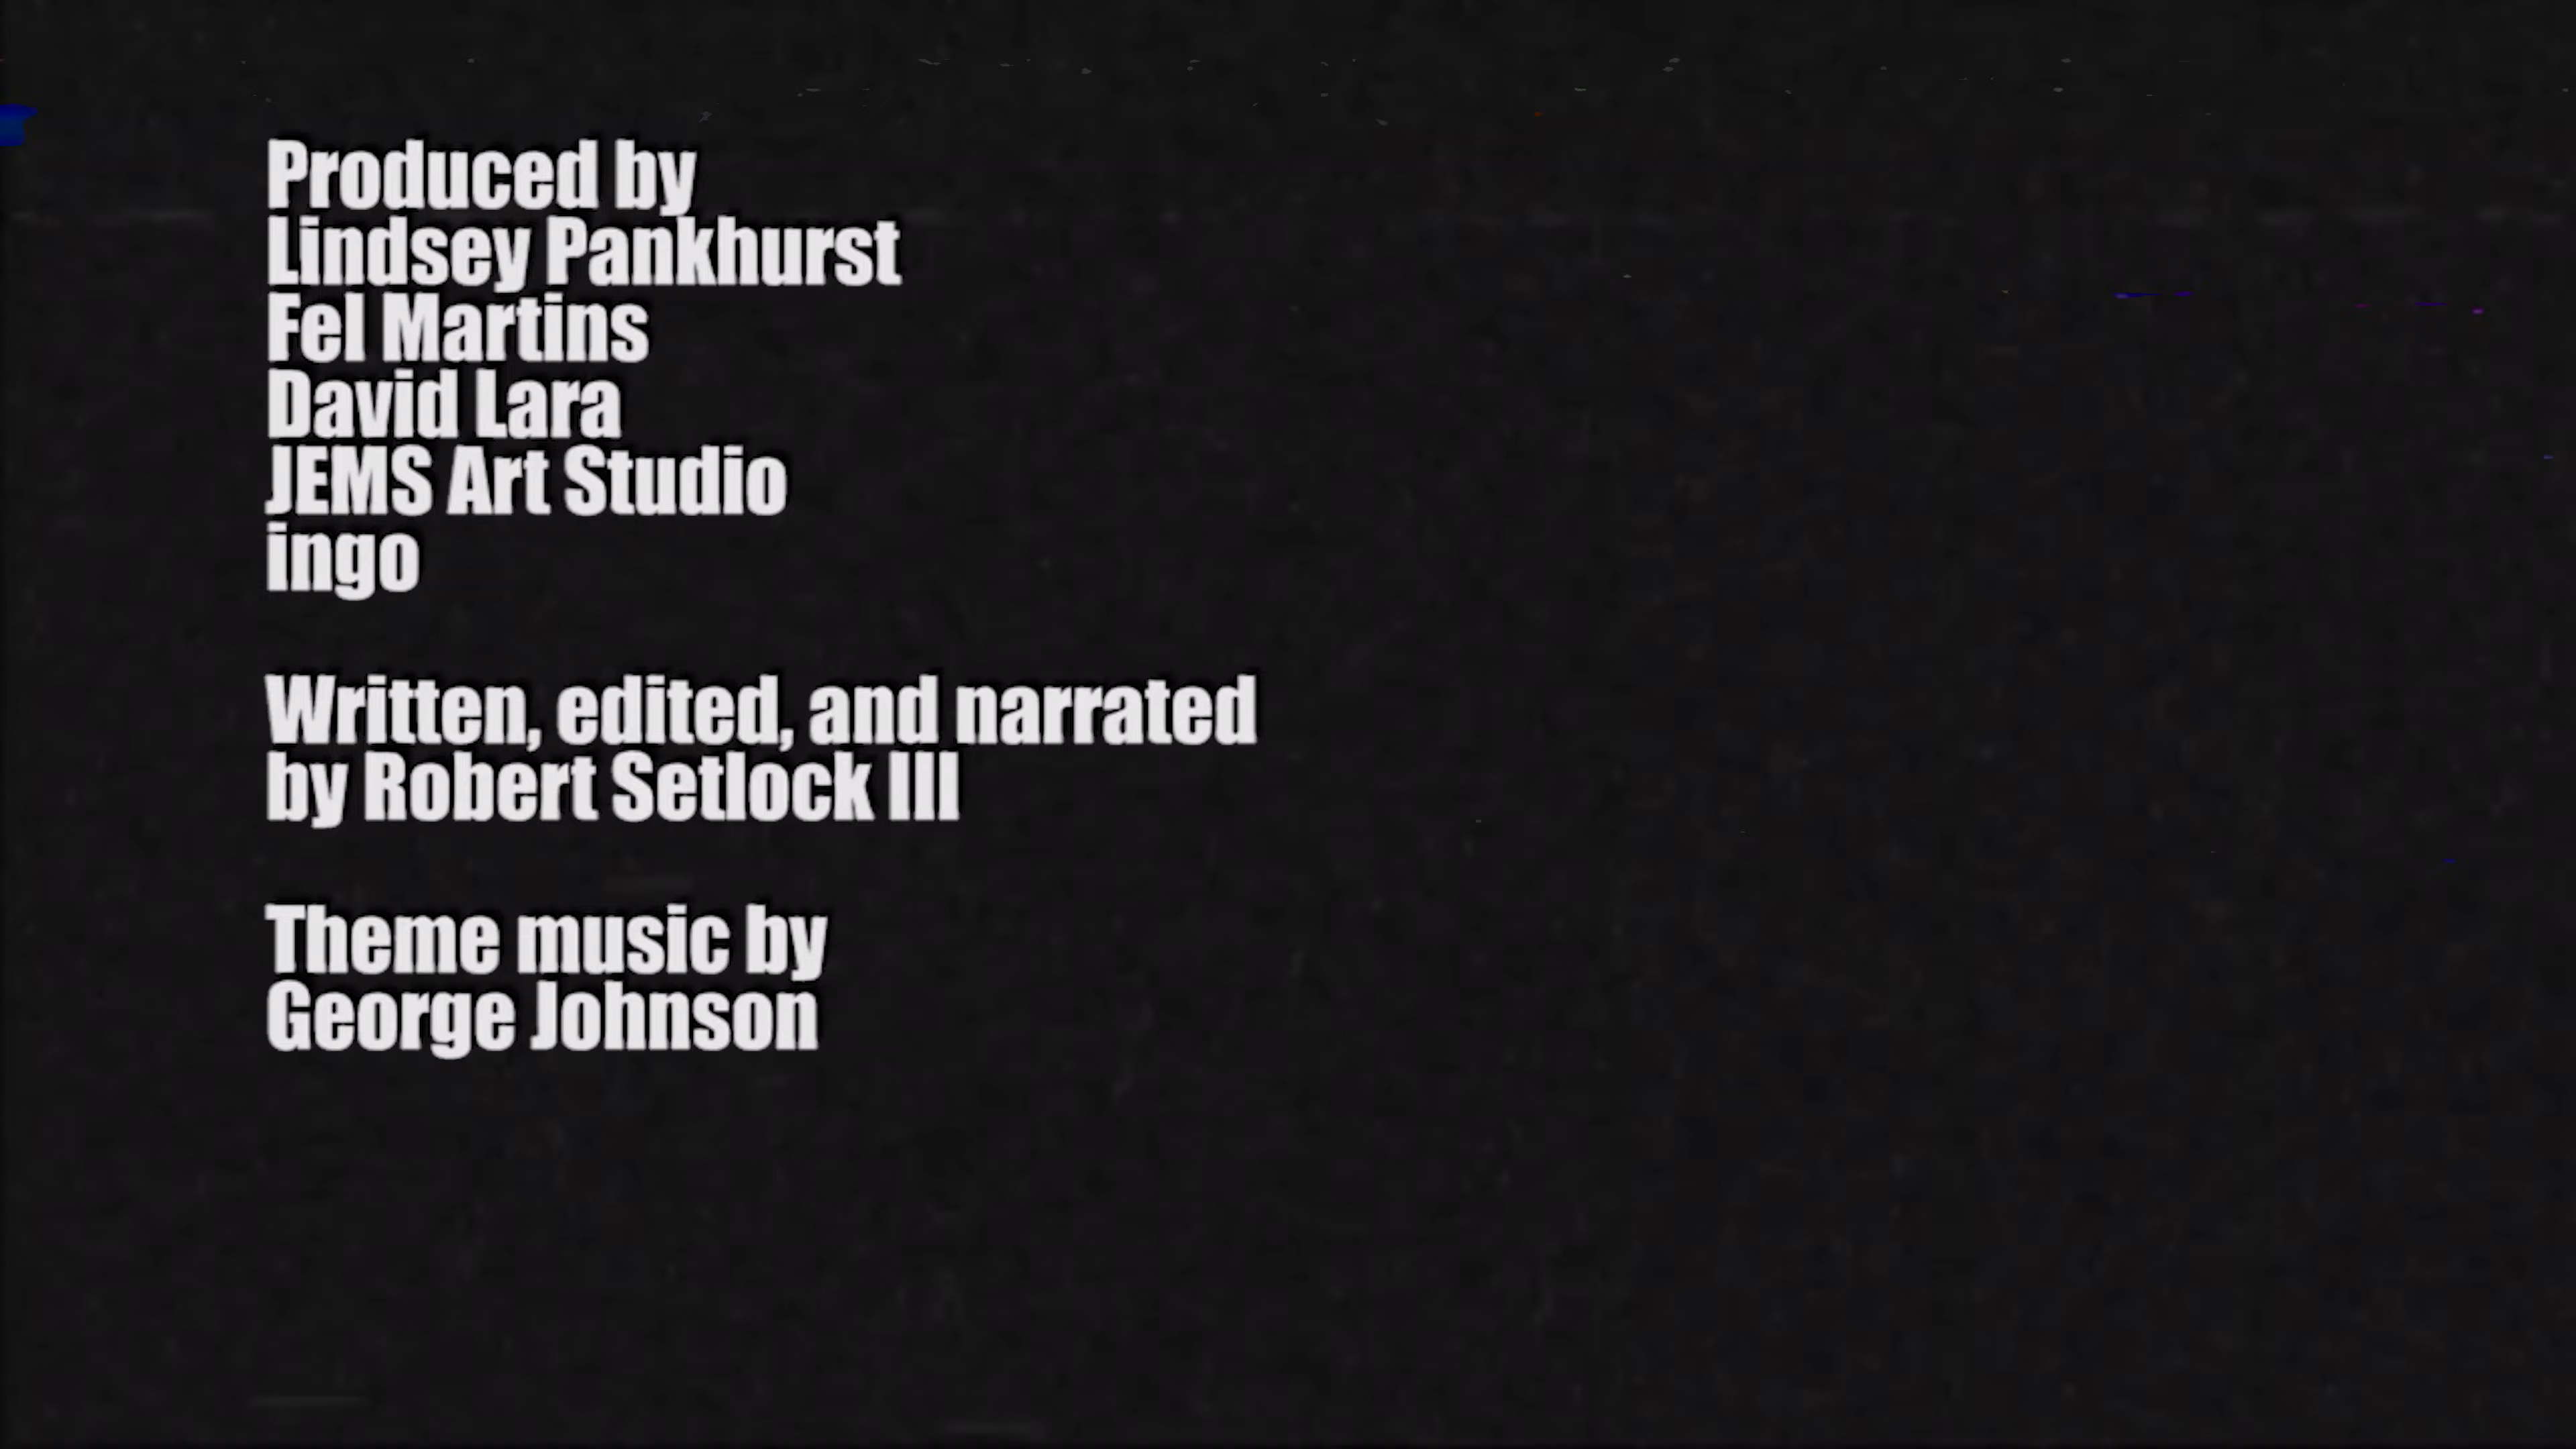 Produced by
Lindsey Pankhurst
Fel Martins
David Lara
JEMS Art Studio
ingo
Written, edited, and narrated
by Robert Setlock III
Theme music by
George Johnson